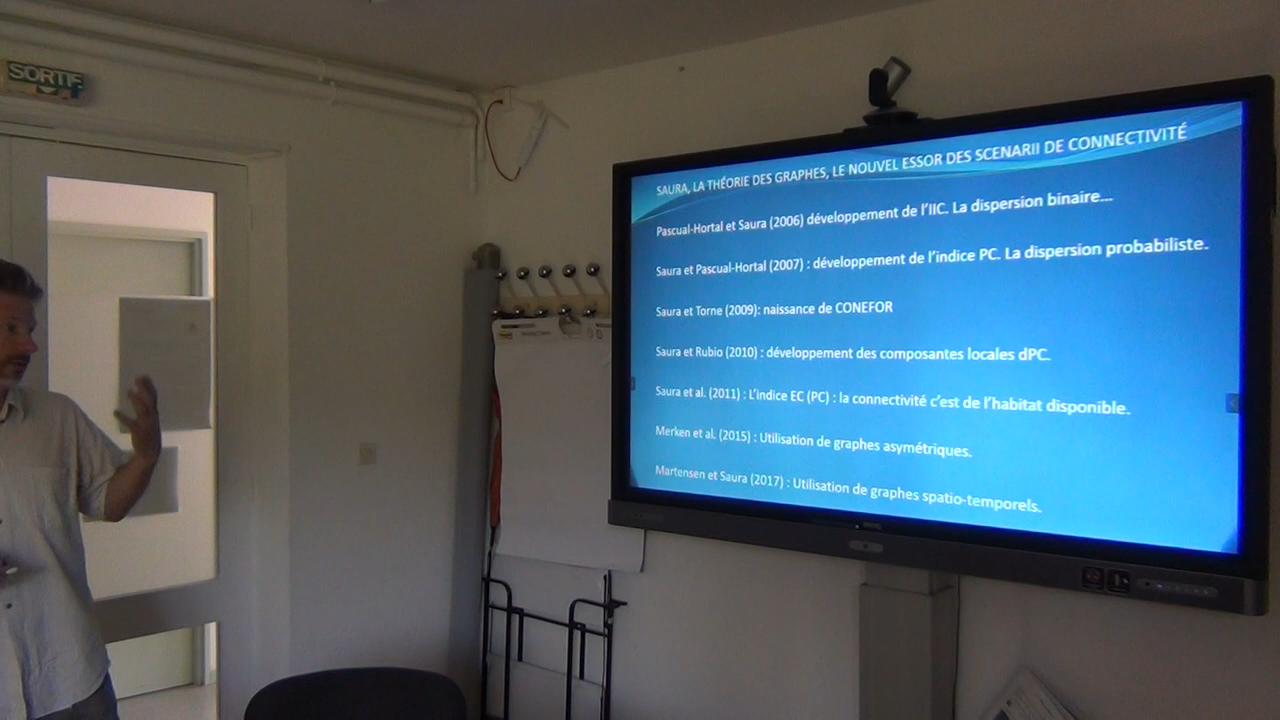 SORTIE
SAURA, LA THÉORIE DES GRAPHES, LE NOUVEL ESSOR DES SCENARII DE CONNECTIVITÉ
Pascual-Hortal et Saura (2006) développement de l'IIC. La dispersion binaire...
Saura et Pascual-Hortal (2007) : développement de l'indice PC. La dispersion probabiliste.
Saura et Torne (2009): naissance de CONEFOR
Saura et Rubio (2010) : développement des composantes locales dPC.
Saura et al. (2011) : L'indice EC (PC) : la connectivité c'est de l'habitat disponible.
Merken et al. (2015) : Utilisation de graphes asymétriques.
Martensen et Saura (2017) : Utilisation de graphes spatio-temporels.